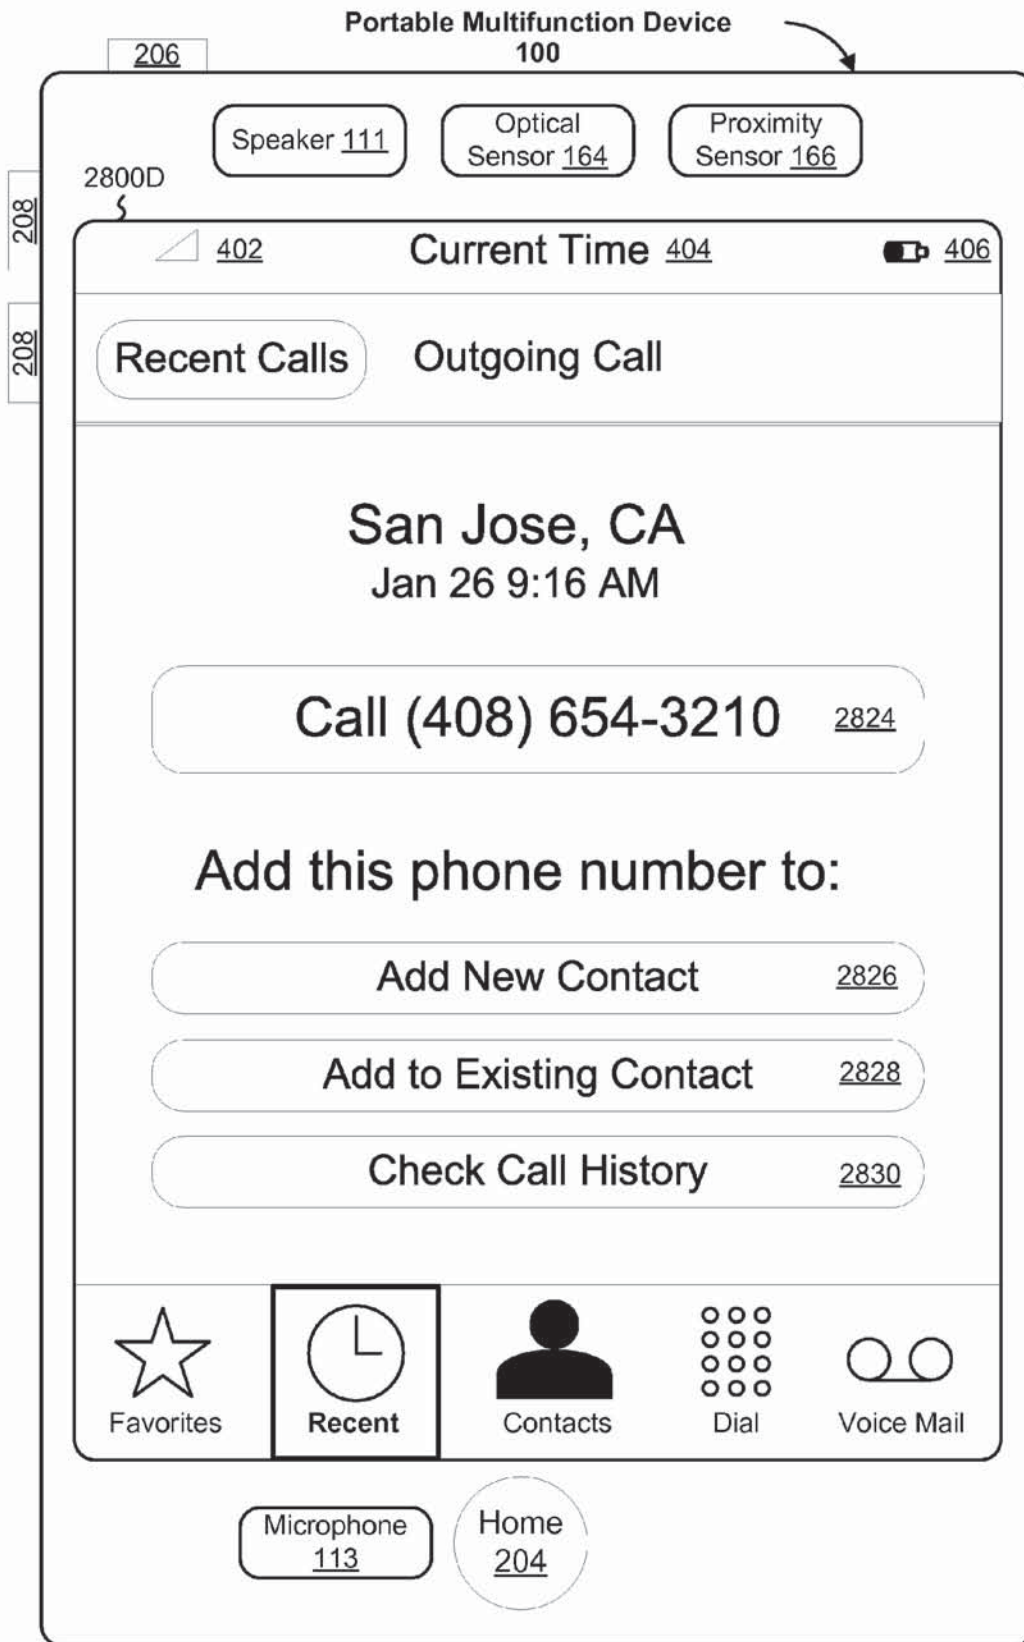 Portable Multifunction Device
100
206
Speaker 111
Optical
Sensor 164
Proximity
Sensor 166
2800D
208
208
402
Current Time 404
406
Recent Calls
Outgoing Call
San Jose, CA
Jan 26 9:16 AM
Call (408) 654-3210
2824
Add this phone number to:
Add New Contact
2826
Add to Existing Contact
2828
Check Call History
2830
Favorites
Recent
Contacts
Dial
Voice Mail
Microphone
113
Home
204